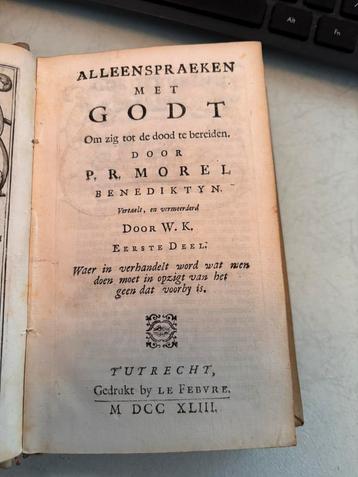 ALLEENSPRAEKEN
MET
GODT
Om zig tot de dood te bereiden.
DOOR
P. R. MOREL
BENEDIKTYN.
Vertaelt, en vermeerderd
DOOR W. K.
EERSTE DEEL.
Waer in verhandelt word wat men
doen moet in opzigt van het
geen dat voorby is.
TUTRECHT,
Gedrukt by LE FEBVRE.
M DCC XLIII.
Alt
Fn